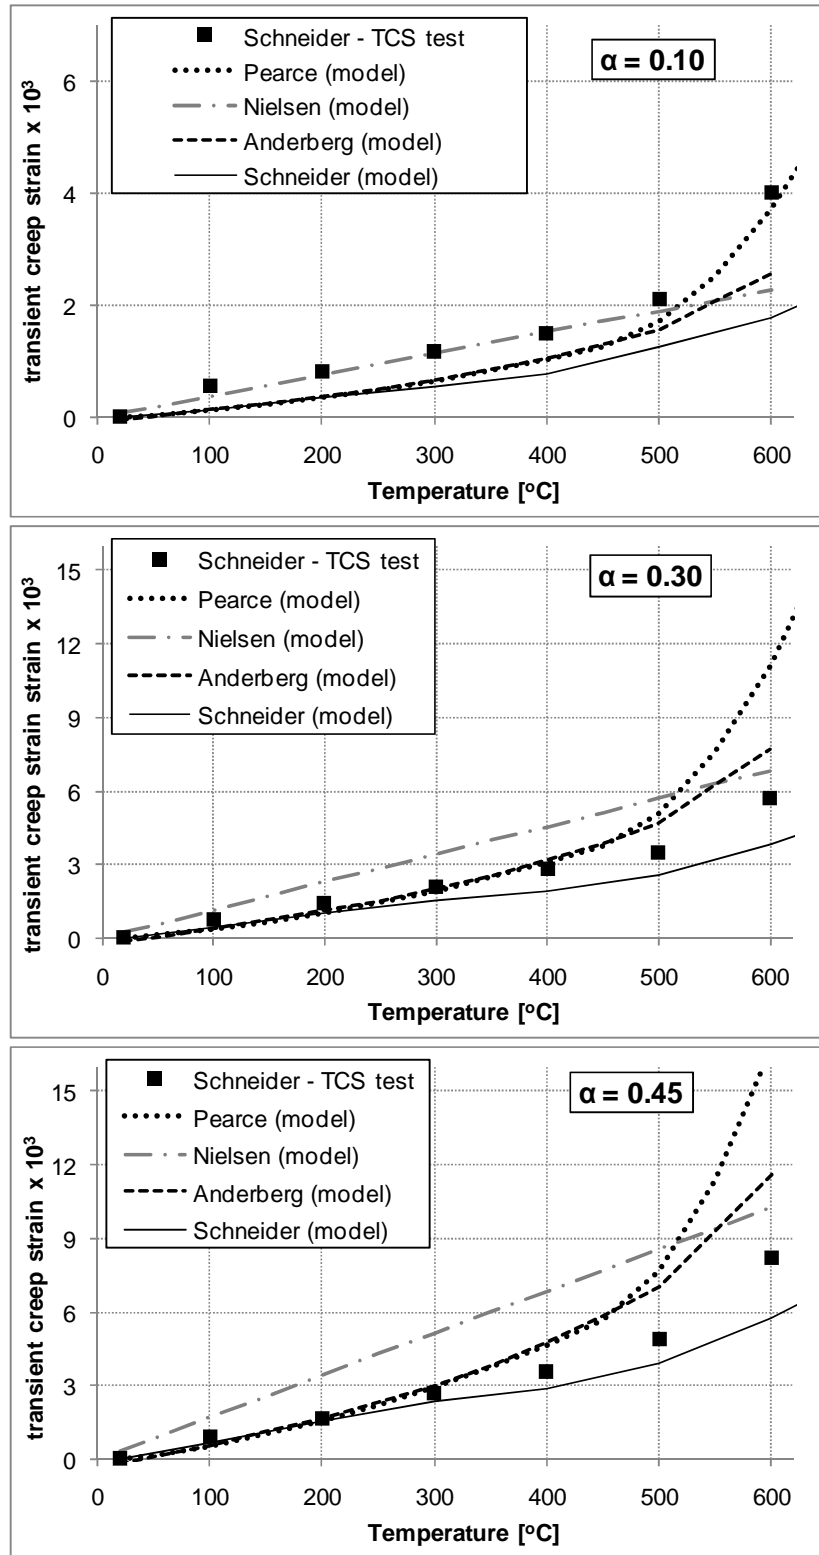 Schneider - TCS test
Pearce (model)
Nielsen (model)
Anderberg (model)
Schneider (model)
α = 0.10
transient creep strain x 10³
6
4
2
0
0 100 200 300 400 500 600
Temperature [ºC]
Schneider - TCS test
Pearce (model)
Nielsen (model)
Anderberg (model)
Schneider (model)
α = 0.30
transient creep strain strain x 10³
15
12
9
6
3
0
0 100 200 300 400 500 600
Temperature [ºC]
Schneider - TCS test
Pearce (model)
Nielsen (model)
Anderberg (model)
Schneider (model)
α = 0.45
transient creep strain x 10³
15
12
9
6
3
0
0 100 200 300 400 500 600
Temperature [ºC]